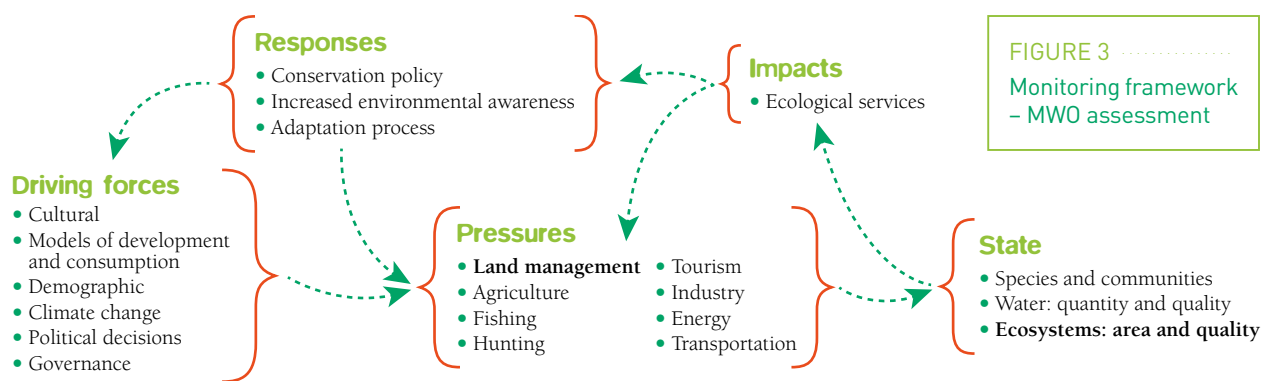 Responses
• Conservation policy
• Increased environmental awareness
• Adaptation process
Impacts
• Ecological services
FIGURE 3
Monitoring framework
– MWO assessment
Driving forces
• Cultural
• Models of development
and consumption
• Demographic
• Climate change
• Political decisions
• Governance
Pressures
• Land management
• Agriculture
• Fishing
• Hunting
• Tourism
• Industry
• Energy
• Transportation
State
• Species and communities
• Water: quantity and quality
• Ecosystems: area and quality